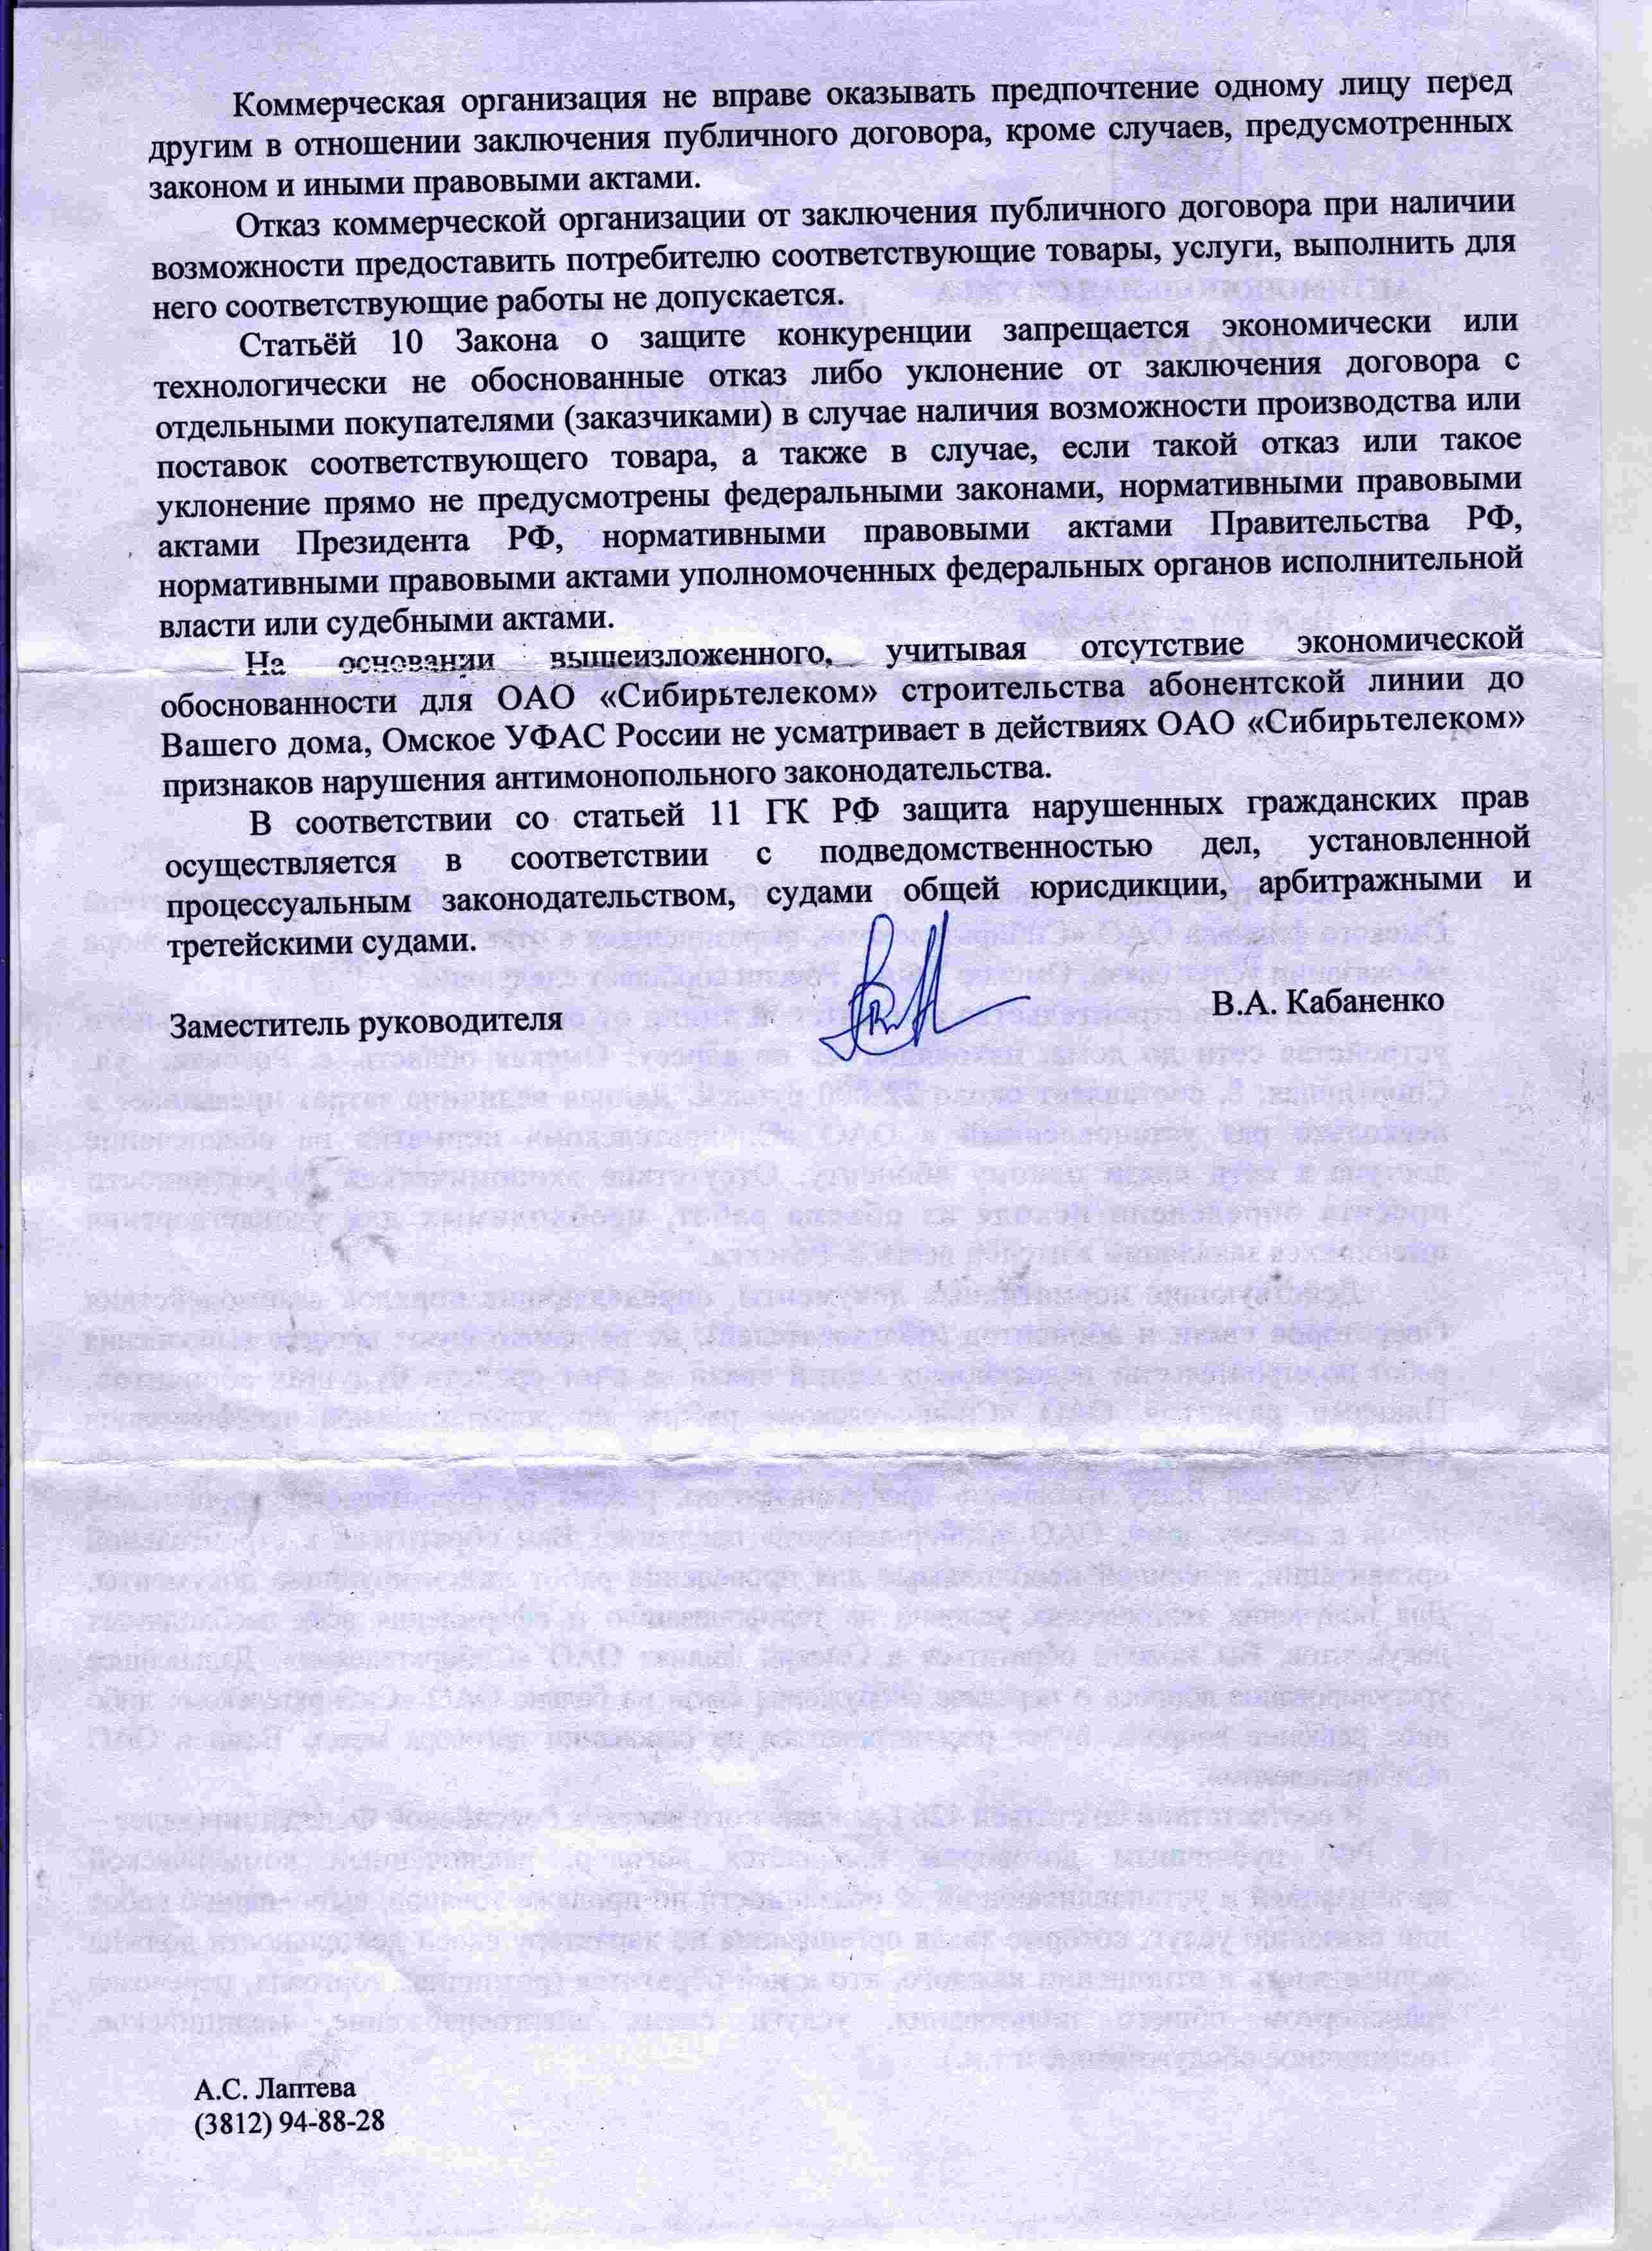 Коммерческая организация не вправе оказывать предпочтение одному лицу перед
другим в отношении заключения публичного договора, кроме случаев, предусмотренных
законом и иными правовыми актами.
Отказ коммерческой организации от заключения публичного договора при наличии
возможности предоставить потребителю соответствующие товары, услуги, выполнить для
него соответствующие работы не допускается.
Статьёй 10 Закона о защите конкуренции запрещается экономически или
технологически не обоснованные отказ либо уклонение от заключения договора с
отдельными покупателями (заказчиками) в случае наличия возможности производства или
поставок соответствующего товара, а также в случае, если такой отказ или такое
уклонение прямо не предусмотрены федеральными законами, нормативными правовыми
актами Президента РФ, нормативными правовыми актами Правительства РФ,
нормативными правовыми актами уполномоченных федеральных органов исполнительной
власти или судебными актами.
На основании вышеизложенного, учитывая отсутствие экономической
обоснованности для ОАО «Сибирьтелеком» строительства абонентской линии до
Вашего дома, Омское УФАС России не усматривает в действиях ОАО «Сибирьтелеком»
признаков нарушения антимонопольного законодательства.
В соответствии со статьей 11 ГК РФ защита нарушенных гражданских прав
осуществляется в соответствии с подведомственностью дел, установленной
процессуальным законодательством, судами общей юрисдикции, арбитражными и
третейскими судами.
Заместитель руководителя В.А. Кабаненко
А.С. Лаптева
(3812) 94-88-28